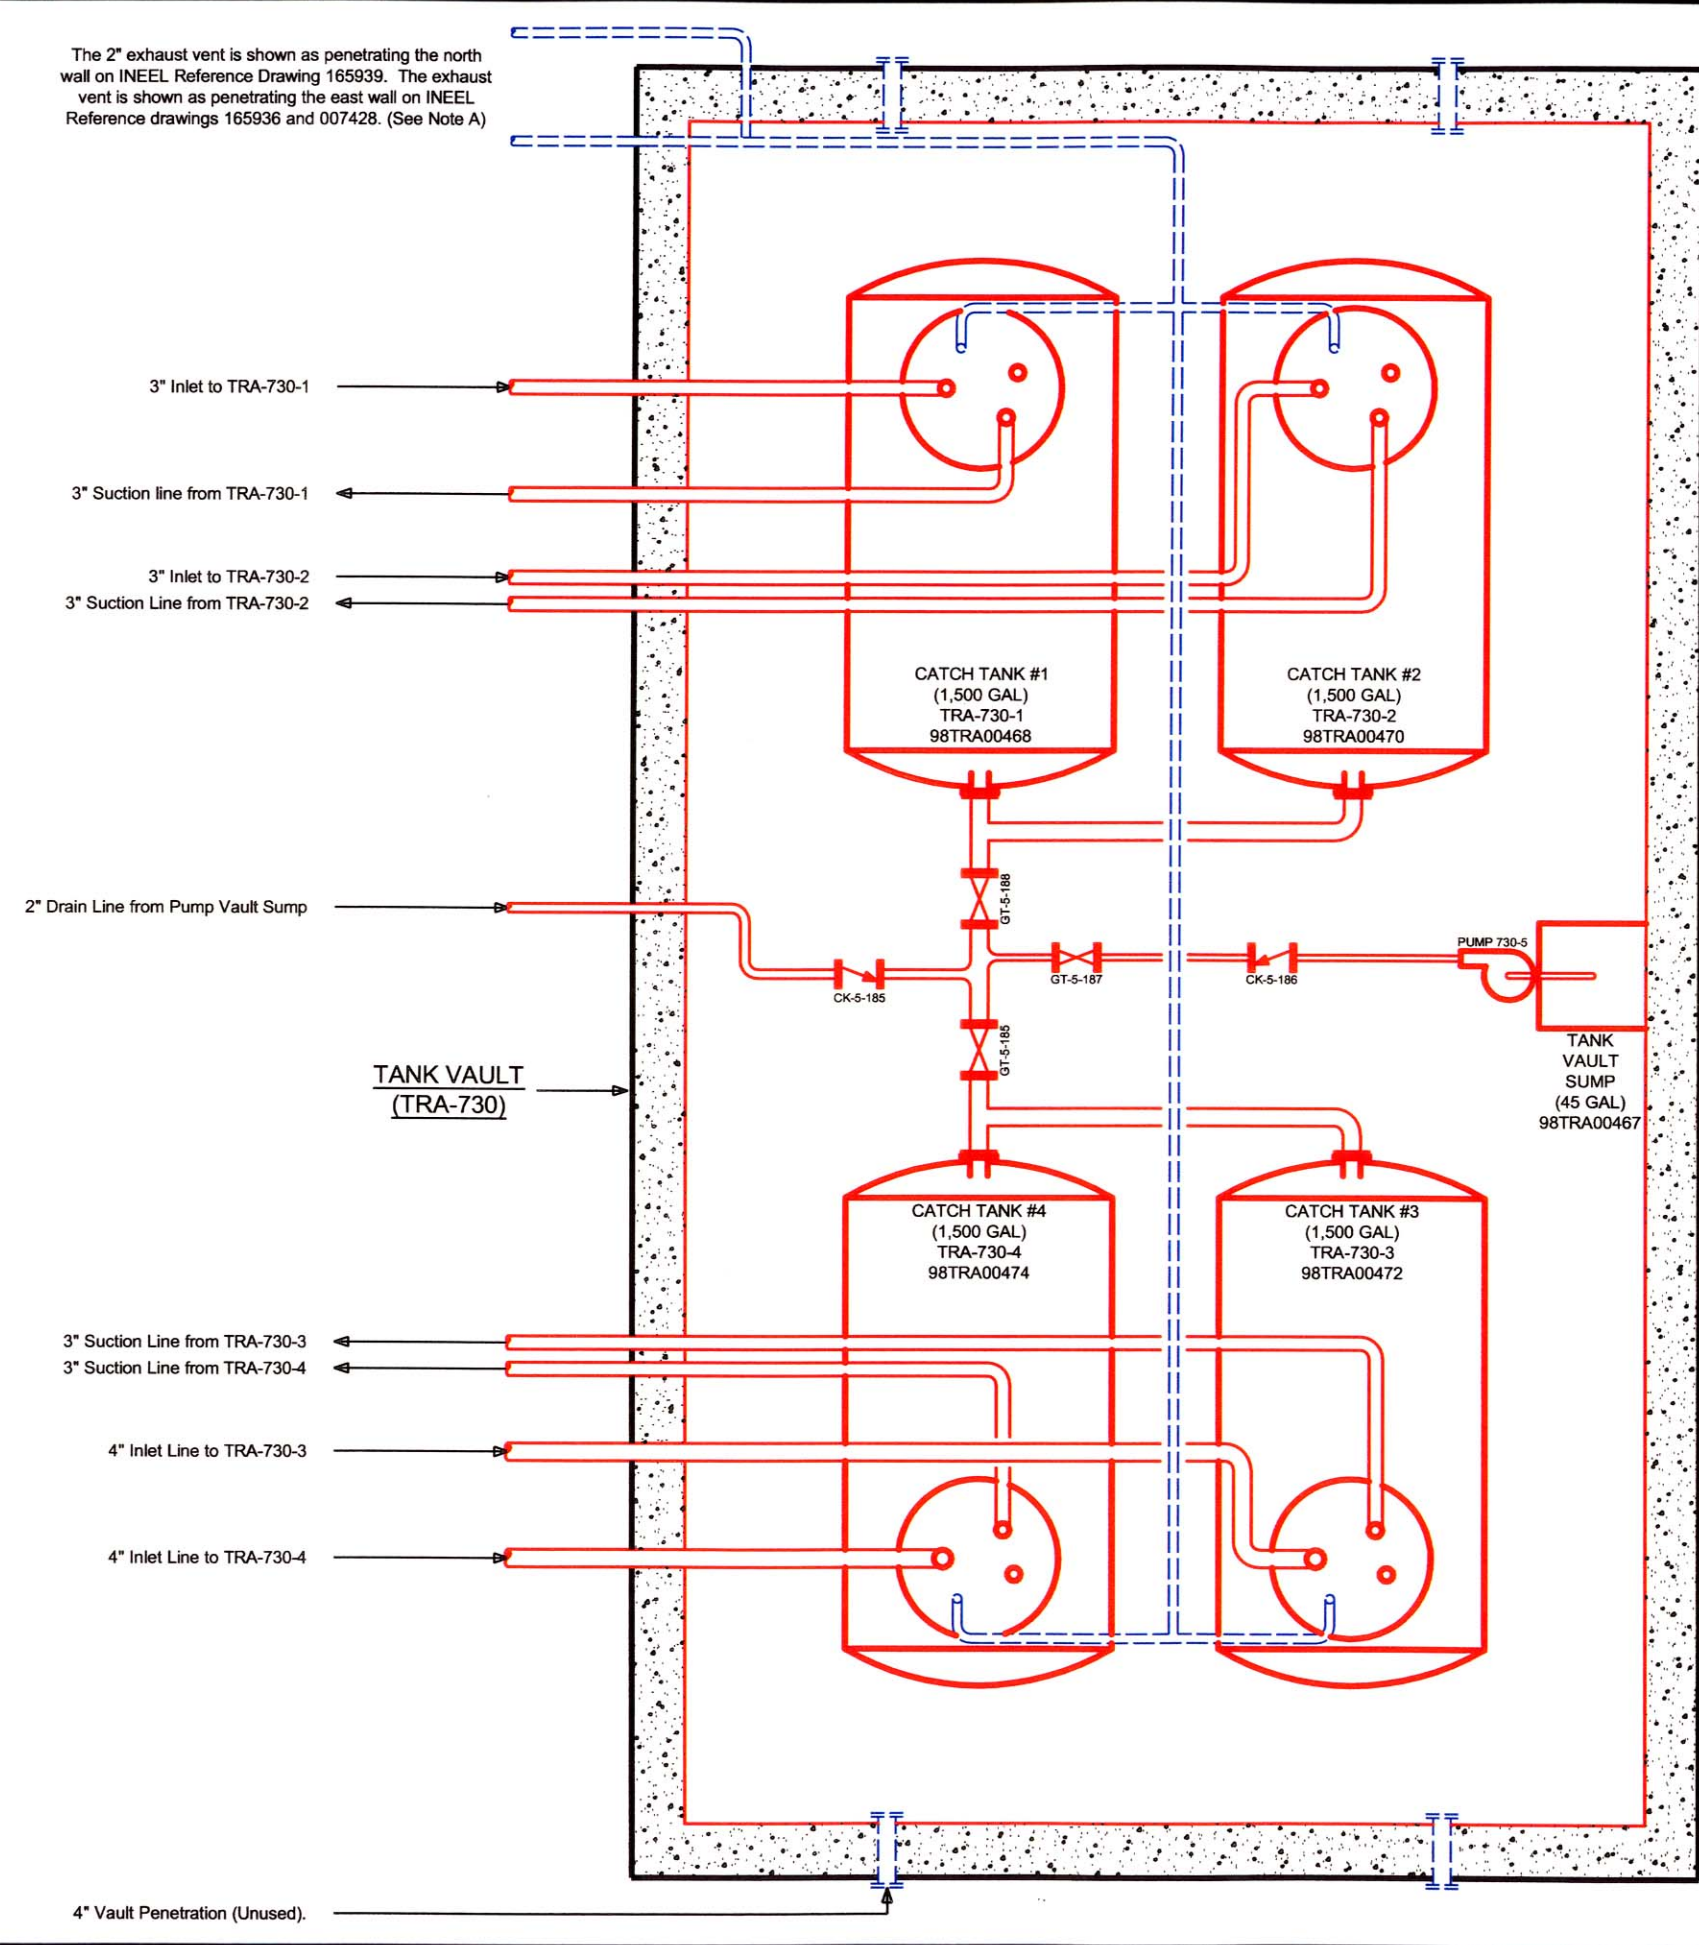 The 2" exhaust vent is shown as penetrating the north
wall on INEEL Reference Drawing 165939. The exhaust
vent is shown as penetrating the east wall on INEEL
Reference drawings 165936 and 007428. (See Note A)
3" Inlet to TRA-730-1
3" Suction line from TRA-730-1
3" Inlet to TRA-730-2
3" Suction Line from TRA-730-2
CATCH TANK #1
(1,500 GAL)
TRA-730-1
98TRA00468
CATCH TANK #2
(1,500 GAL)
TRA-730-2
98TRA00470
2" Drain Line from Pump Vault Sump
GT-5-188
PUMP 730-5
CK-5-185
GT-5-187
CK-5-186
GT-5-185
TANK
VAULT
SUMP
(45 GAL)
98TRA00467
TANK VAULT
(TRA-730)
CATCH TANK #4
(1,500 GAL)
TRA-730-4
98TRA00474
CATCH TANK #3
(1,500 GAL)
TRA-730-3
98TRA00472
3" Suction Line from TRA-730-3
3" Suction Line from TRA-730-4
4" Inlet Line to TRA-730-3
4" Inlet Line to TRA-730-4
4" Vault Penetration (Unused).